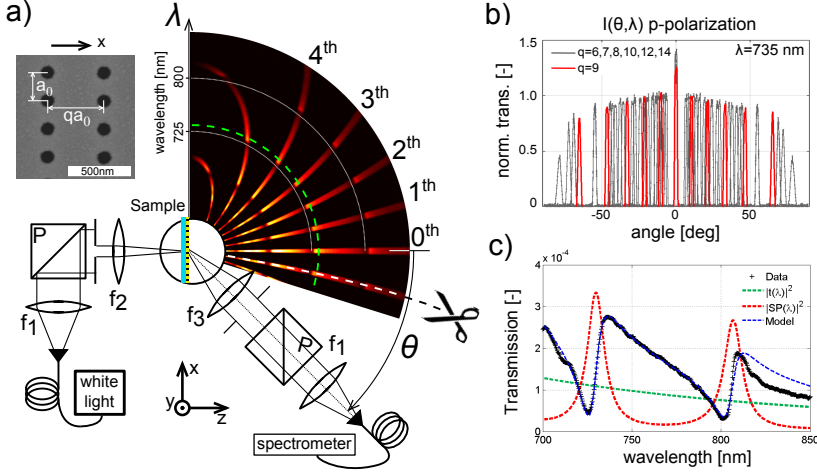 a)
x
a₀
qa₀
500nm
λ
wavelength [nm]
800
725
4th
3th
2th
1th
0th
Sample
P
f₂
f₁
f₃
P
f₁
θ
white
light
x
y
z
spectrometer
b)
I(θ,λ) p-polarization
q=6,7,8,10,12,14
q=9
λ=735 nm
norm. trans. [-]
1.5
1.0
0.5
0
-50
0
50
angle [deg]
c)
x 10⁻⁴
Transmission [-]
4
3
2
1
0
Data
|t(λ)|²
|SP(λ)|²
Model
700
750
800
850
wavelength [nm]